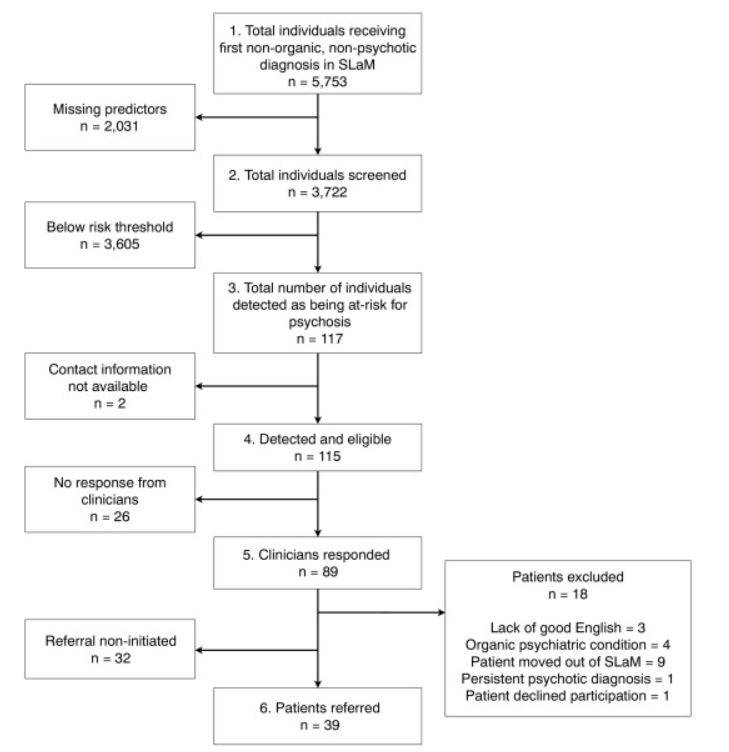 1. Total individuals receiving
first non-organic, non-psychotic
diagnosis in SLaM
n = 5,753
Missing predictors
n = 2,031
2. Total individuals screened
n = 3,722
Below risk threshold
n = 3,605
3. Total number of individuals
detected as being at-risk for
psychosis
n = 117
Contact information
not available
n = 2
4. Detected and eligible
n = 115
No response from
clinicians
n = 26
5. Clinicians responded
n = 89
Patients excluded
n = 18
Lack of good English = 3
Organic psychiatric condition = 4
Patient moved out of SLaM = 9
Persistent psychotic diagnosis = 1
Patient declined participation = 1
Referral non-initiated
n = 32
6. Patients referred
n = 39